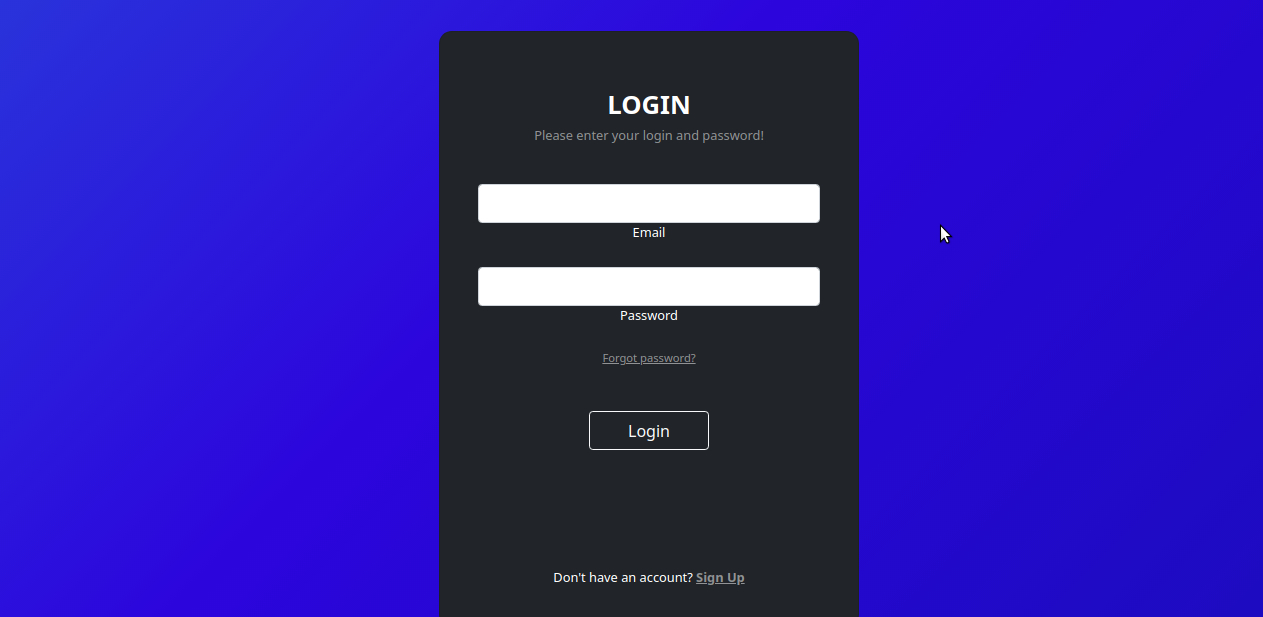 LOGIN
Please enter your login and password!
Email
Password
Forgot password?
Login
Don't have an account? Sign Up